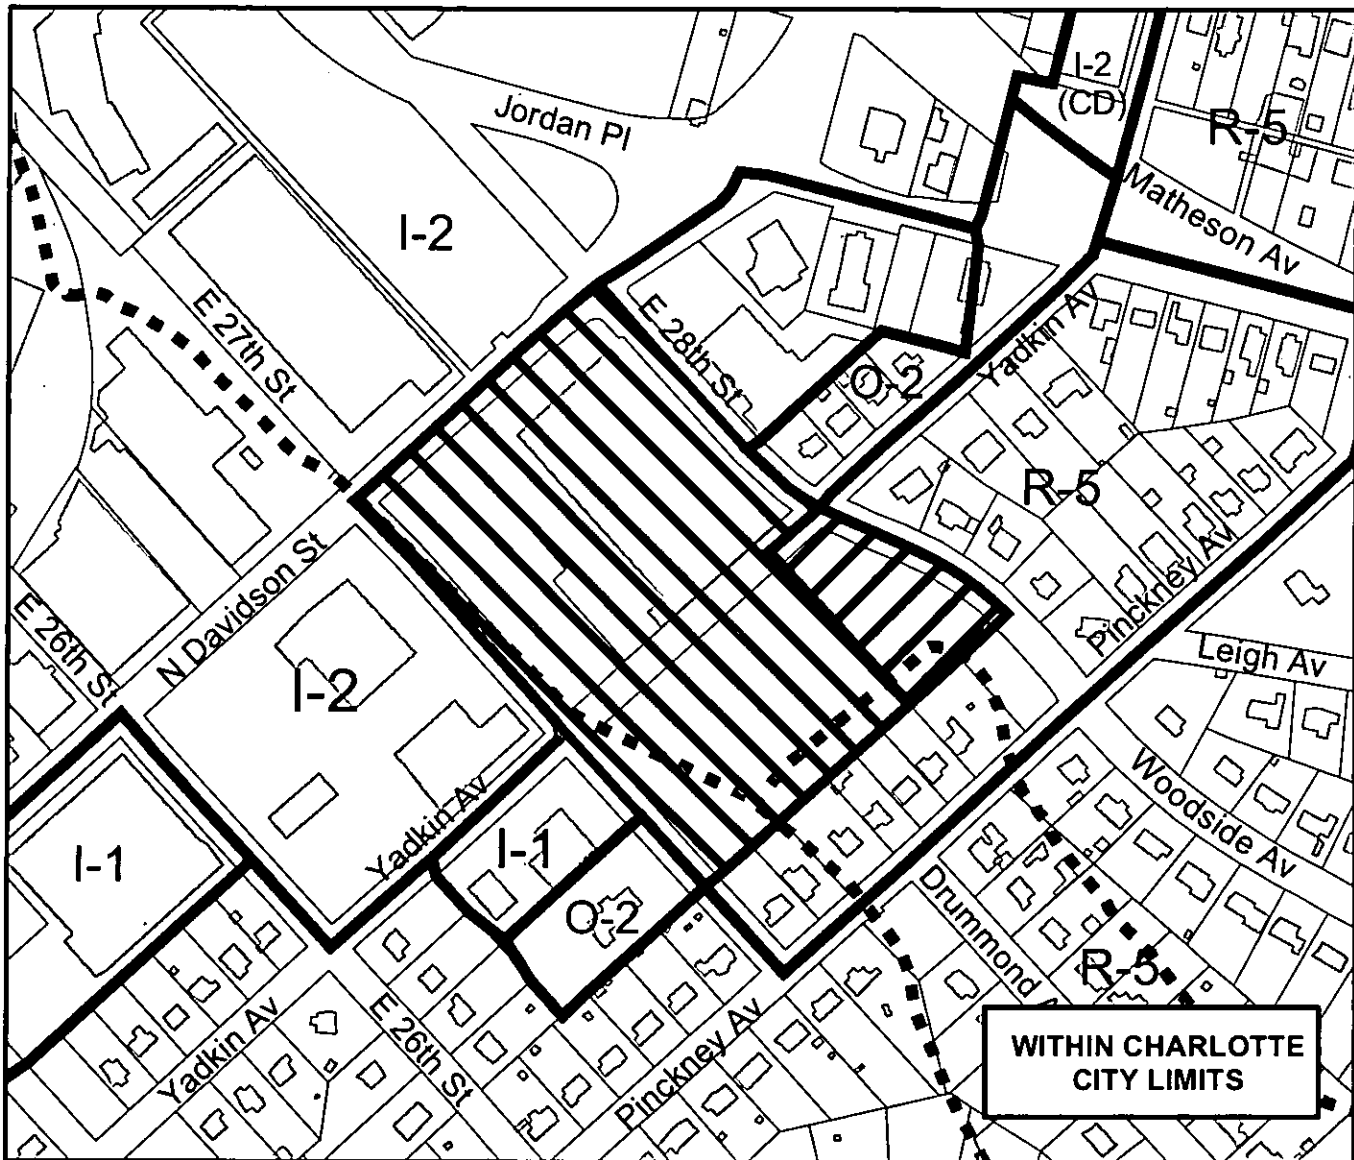 I-2
(CD)
R-5
Jordan Pl
Matheson Av
I-2
E 27th St
E 28th St
Yadkin Av
O-2
R-5
Pinckney Av
Leigh Av
N Davidson St
E 26th St
I-2
Woodside Av
Yadkin Av
I-1
I-1
O-2
Drummond
R-5
Yadkin Av
E 26th St
Pinckney Av
WITHIN CHARLOTTE
CITY LIMITS